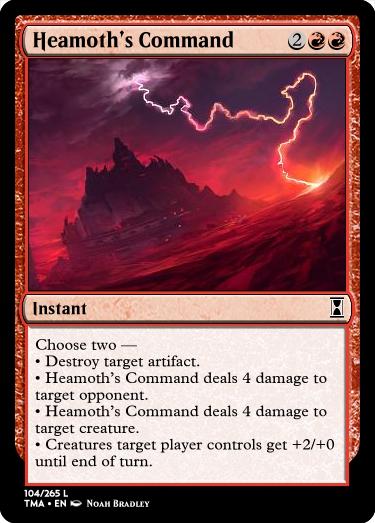 Heamoth's Command 2
Instant
Choose two —
• Destroy target artifact.
• Heamoth's Command deals 4 damage to
target opponent.
• Heamoth's Command deals 4 damage to
target creature.
• Creatures target player controls get +2/+0
until end of turn.
104/265 L
TMA • EN Noah Bradley